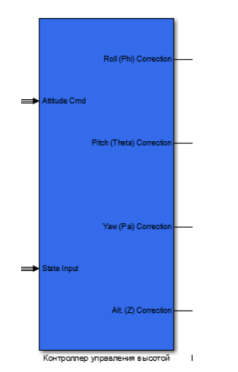 Roll (Phi) Correction
Attitude Cmd
Pitch (Theta) Correction
Yaw (Psi) Correction
State Input
Alt. (Z) Correction
Контроллер управления высотой